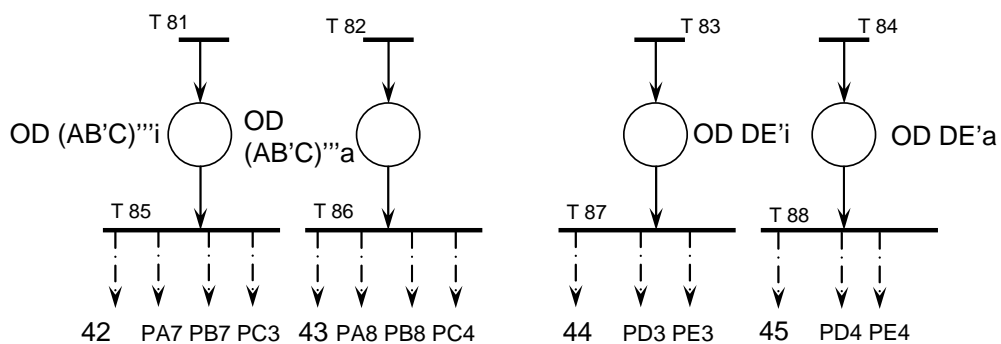 T 81 T 82 T 83 T 84
OD (AB'C)''''i
OD
(AB'C)'''a
OD DE'i
OD DE'a
T 85 T 86 T 87 T 88
42 PA7 PB7 PC3 43 PA8 PB8 PC4 44 PD3 PE3 45 PD4 PE4